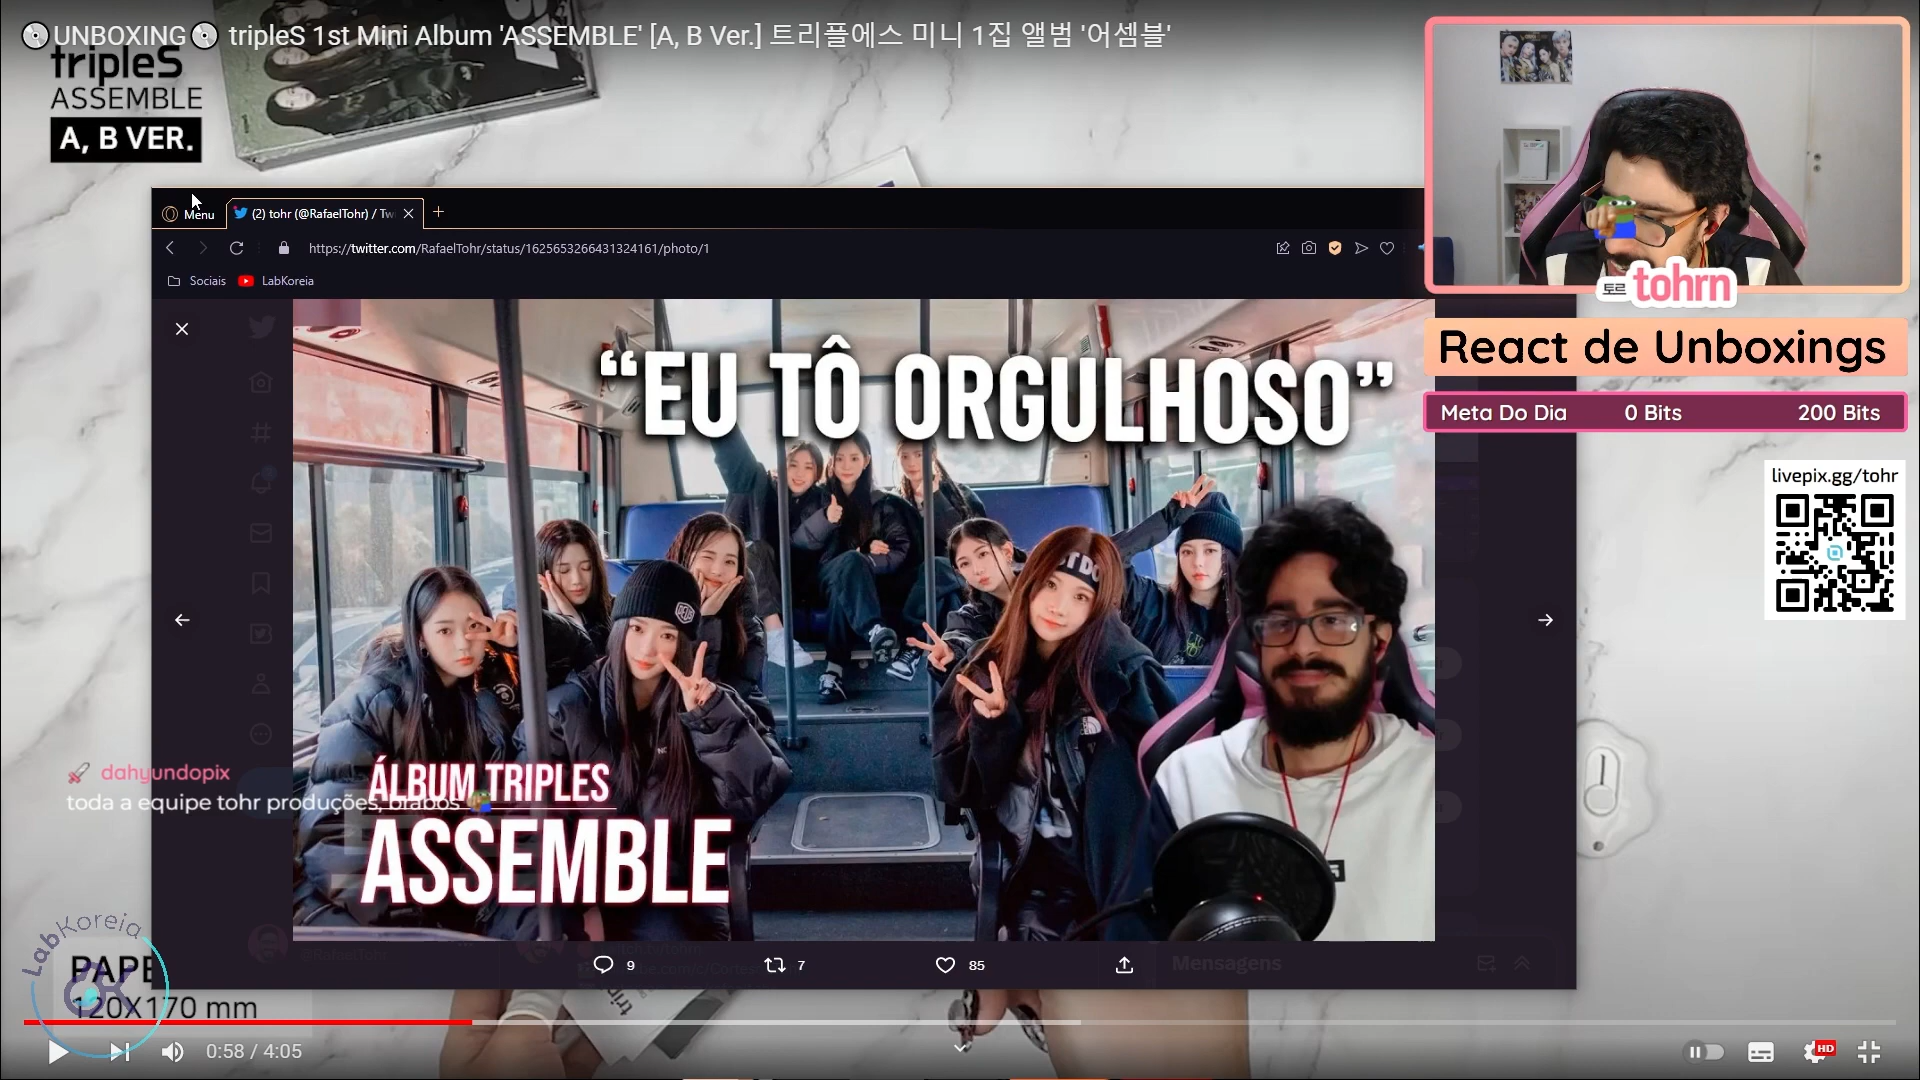 UNBOXING tripleS 1st Mini Album 'ASSEMBLE' [A, B Ver.] 트리플에스 미니 1집 앨범 '어셈블'
tripleS
ASSEMBLE
A, B VER.
Menu
(2) tohr (@RafaelTohr) / Tw
https://twitter.com/RafaelTohr/status/1625653266431324161/photo/1
Sociais
LabKoreia
토르 tohrn
React de Unboxings
Meta Do Dia 0 Bits 200 Bits
livepix.gg/tohr
“EU TÔ ORGULHOSO”
dahyundopix
toda a equipe tohr produções, brabos
ÁLBUM TRIPLES
ASSEMBLE
9 7 85
Mensagens
@RafaelTohr
LabKoreia
PAPE
120X170 mm
0:58 / 4:05
HD